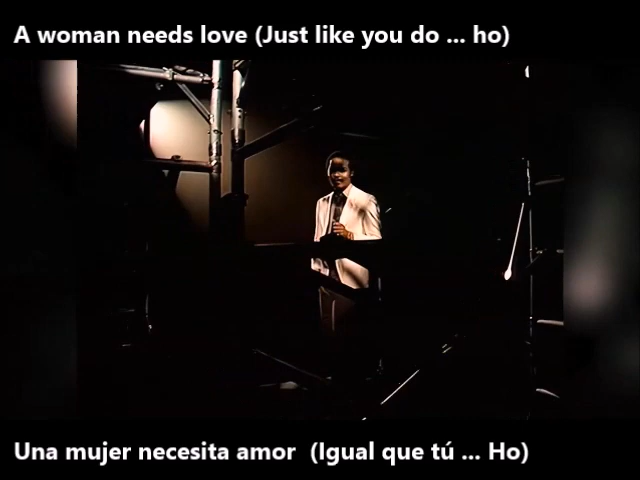 A woman needs love (Just like you do ... ho)
Una mujer necesita amor  (Igual que tú ... Ho)